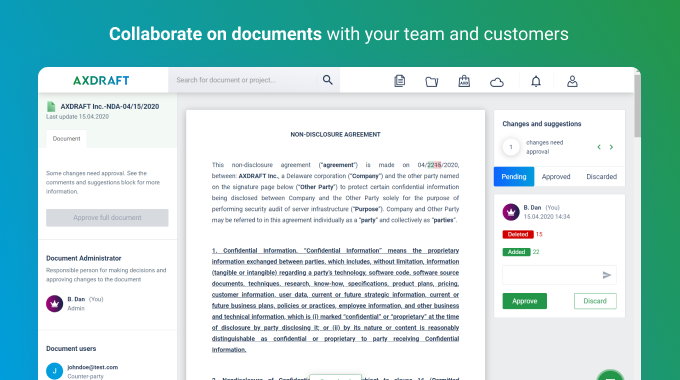 Collaborate on documents with your team and customers
AXDRAFT
Search for document or project...
AXDRAFT Inc.-NDA-04/15/2020
Last update 15.04.2020
Document
Some changes need approval. See the
comments and suggestions block for more
information.
Approve full document
Document Administrator
Responsible person for making decisions and
approving changes to the document
B. Dan (You)
Admin
Document users
J
johndoe@test.com
Counter-party
NON-DISCLOSURE AGREEMENT
This non-disclosure agreement ("agreement") is made on 04/2215/2020,
between: AXDRAFT Inc., a Delaware corporation ("Company") and the other party named
on the signature page below ("Other Party") to protect certain confidential information
being disclosed between Company and the Other Party solely for the purpose of
performing security audit of server infrastructure ("Purpose"). Company and Other Party
may be referred to in this agreement individually as a "party" and collectively as "parties".
1. Confidential Information. "Confidential information" means the proprietary
information exchanged between parties, which includes, without limitation, information
(tangible or intangible) regarding a party's technology, software code, software source
documents, techniques, research, know-how, specifications, product plans, pricing,
customer information, user data, current or future strategic information, current or
future business plans, policies or practices, employee information, and other business
and technical information, which is (i) marked "confidential" or "proprietary" at the time
of disclosure by party disclosing it; or (ii) by its nature or content is reasonably
distinguishable as confidential or proprietary to party receiving Confidential
Information.
2. Nondisclosure of
Changes and suggestions
1
changes need
approval
Pending Approved Discarded
B. Dan (You)
15.04.2020 14:34
Deleted 15
Added 22
Approve Discard